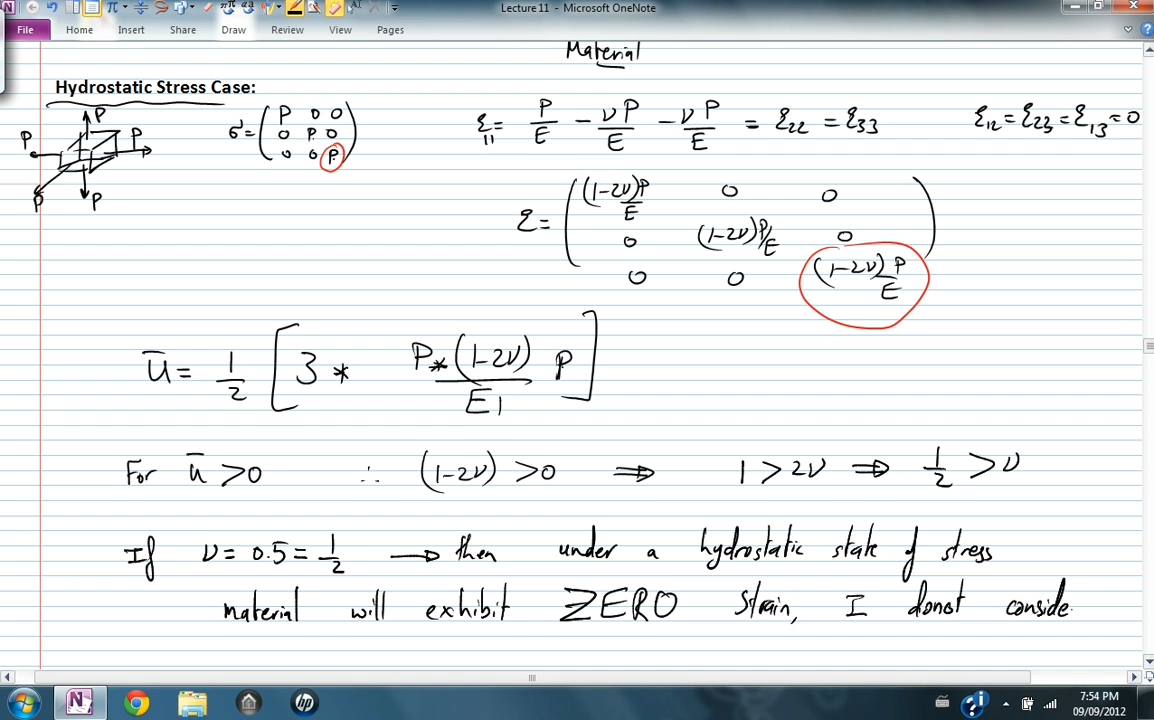 Lecture 11 - Microsoft OneNote
File Home Insert Share Draw Review View Pages
Material
Hydrostatic Stress Case:
P P P P P P
σ = ( P 0 0
0 P 0
0 0 P )
ε11 = P/E - νP/E - νP/E = ε22 = ε33
ε12 = ε23 = ε13 = 0
ε = ( (1-2ν)P/E 0 0
0 (1-2ν)P/E 0
0 0 (1-2ν)P/E )
ū = 1/2 [ 3 * P*(1-2ν)/E P ]
For ū > 0 ∴ (1-2ν) > 0 ⇒ 1 > 2ν ⇒ 1/2 > ν
If ν = 0.5 = 1/2 → then under a hydrostatic state of stress
material will exhibit ZERO strain, I donot conside
7:54 PM
09/09/2012